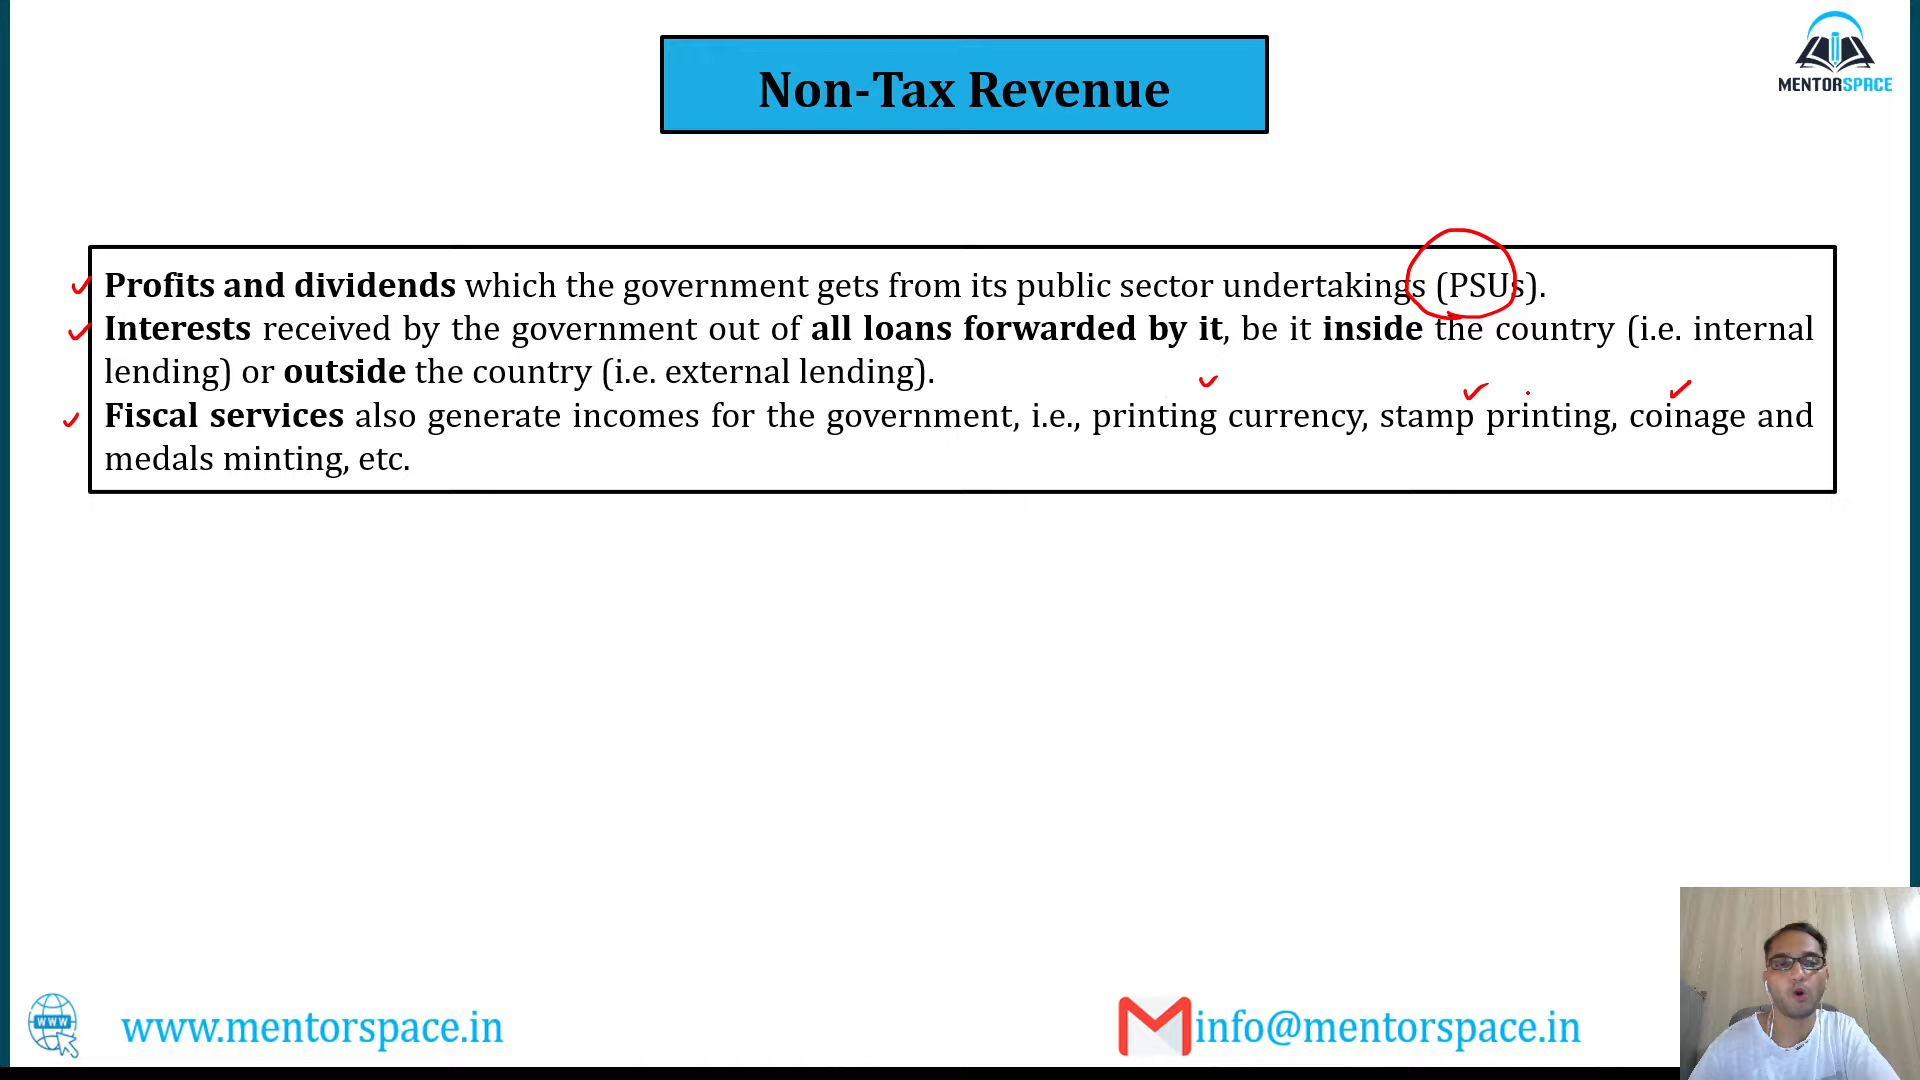 Non-Tax Revenue
MENTORSPACE
Profits and dividends which the government gets from its public sector undertakings (PSUs).
Interests received by the government out of all loans forwarded by it, be it inside the country (i.e. internal
lending) or outside the country (i.e. external lending).
Fiscal services also generate incomes for the government, i.e., printing currency, stamp printing, coinage and
medals minting, etc.
WWW
www.mentorspace.in
info@mentorspace.in